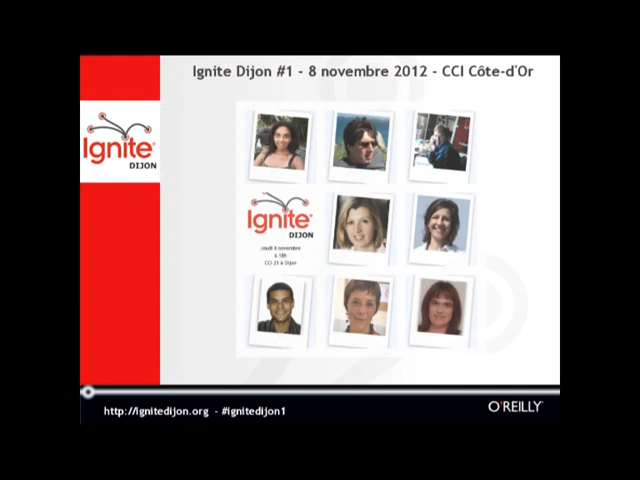 Ignite Dijon #1 - 8 novembre 2012 - CCI Côte-d'Or
Ignite
DIJON
Ignite
DIJON
Jeudi 8 novembre
à 18h
CCI 21 à Dijon
http://ignitedijon.org - #ignitedijon1
O'REILLY